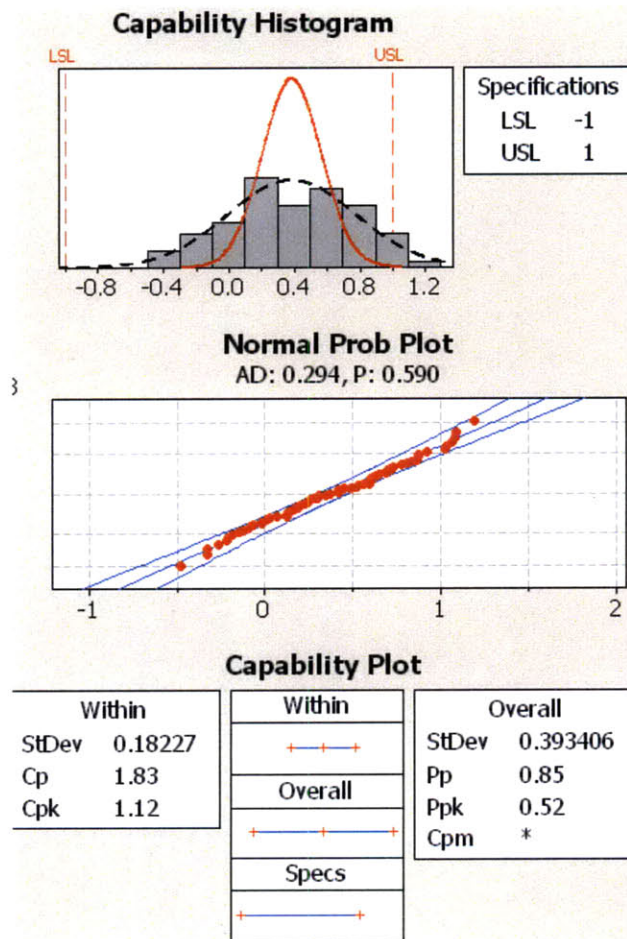 Capability Histogram
LSL USL
Specifications
LSL -1
USL 1
-0.8 -0.4 0.0 0.4 0.8 1.2
Normal Prob Plot
AD: 0.294, P: 0.590
-1 0 1 2
Capability Plot
Within
StDev 0.18227
Cp 1.83
Cpk 1.12
Within
Overall
Specs
Overall
StDev 0.393406
Pp 0.85
Ppk 0.52
Cpm *